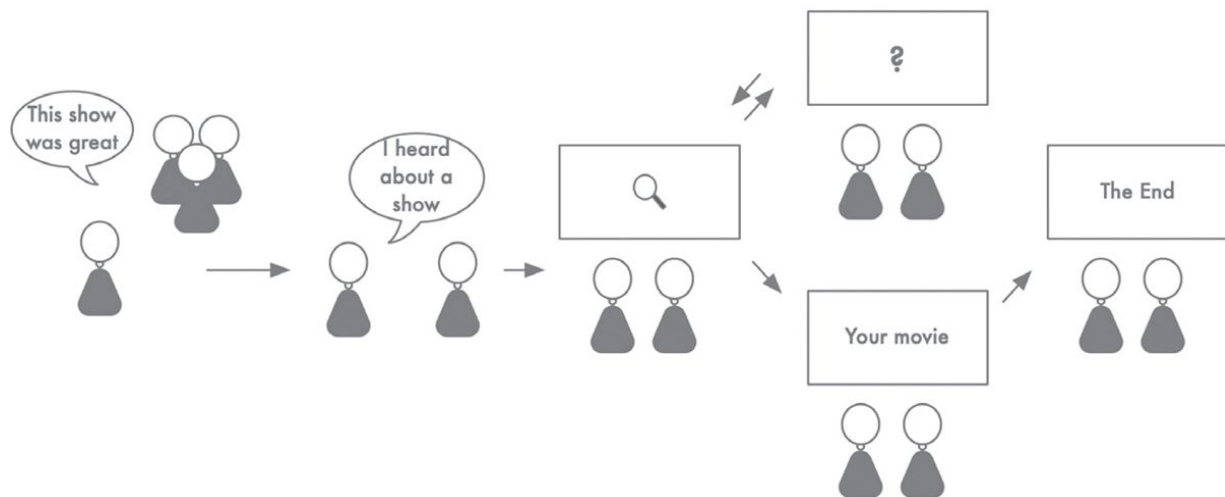 This show
was great
I heard
about a
show
?
Your movie
The End